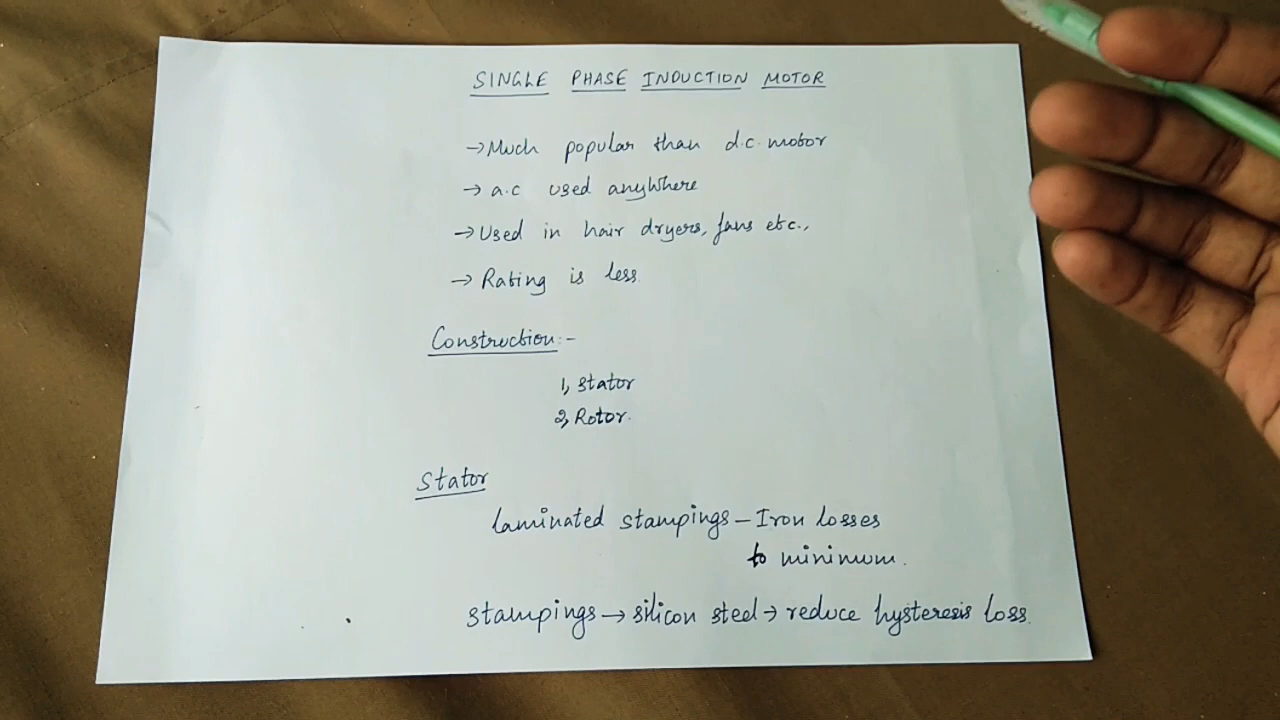 SINGLE PHASE INDUCTION MOTOR
→ Much popular than d.c. motor
→ a.c used anywhere
→ Used in hair dryers, fans etc.,
→ Rating is less.
Construction:-
1, Stator
2, Rotor.
Stator
laminated stampings - Iron losses
to minimum.
stampings → silicon steel → reduce hysteresis loss.